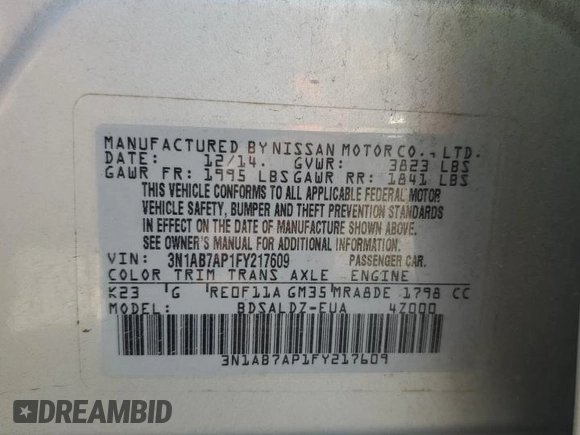 MANUFACTURED BY NISSAN MOTOR CO., LTD.
DATE: 12/14. GVWR: 3823 LBS
GAWR FR: 1995 LBS GAWR RR: 1841 LBS
THIS VEHICLE CONFORMS TO ALL APPLICABLE FEDERAL MOTOR
VEHICLE SAFETY, BUMPER AND THEFT PREVENTION STANDARDS
IN EFFECT ON THE DATE OF MANUFACTURE SHOWN ABOVE.
SEE OWNER'S MANUAL FOR ADDITIONAL INFORMATION.
VIN: 3N1AB7AP1FY217609 PASSENGER CAR.
COLOR TRIM TRANS AXLE ENGINE
K23 G RE0F11A GM35 MRA8DE 1798 CC
MODEL: BDSALDZ-EUA 4Z000
3N1AB7AP1FY217609
DREAMBID